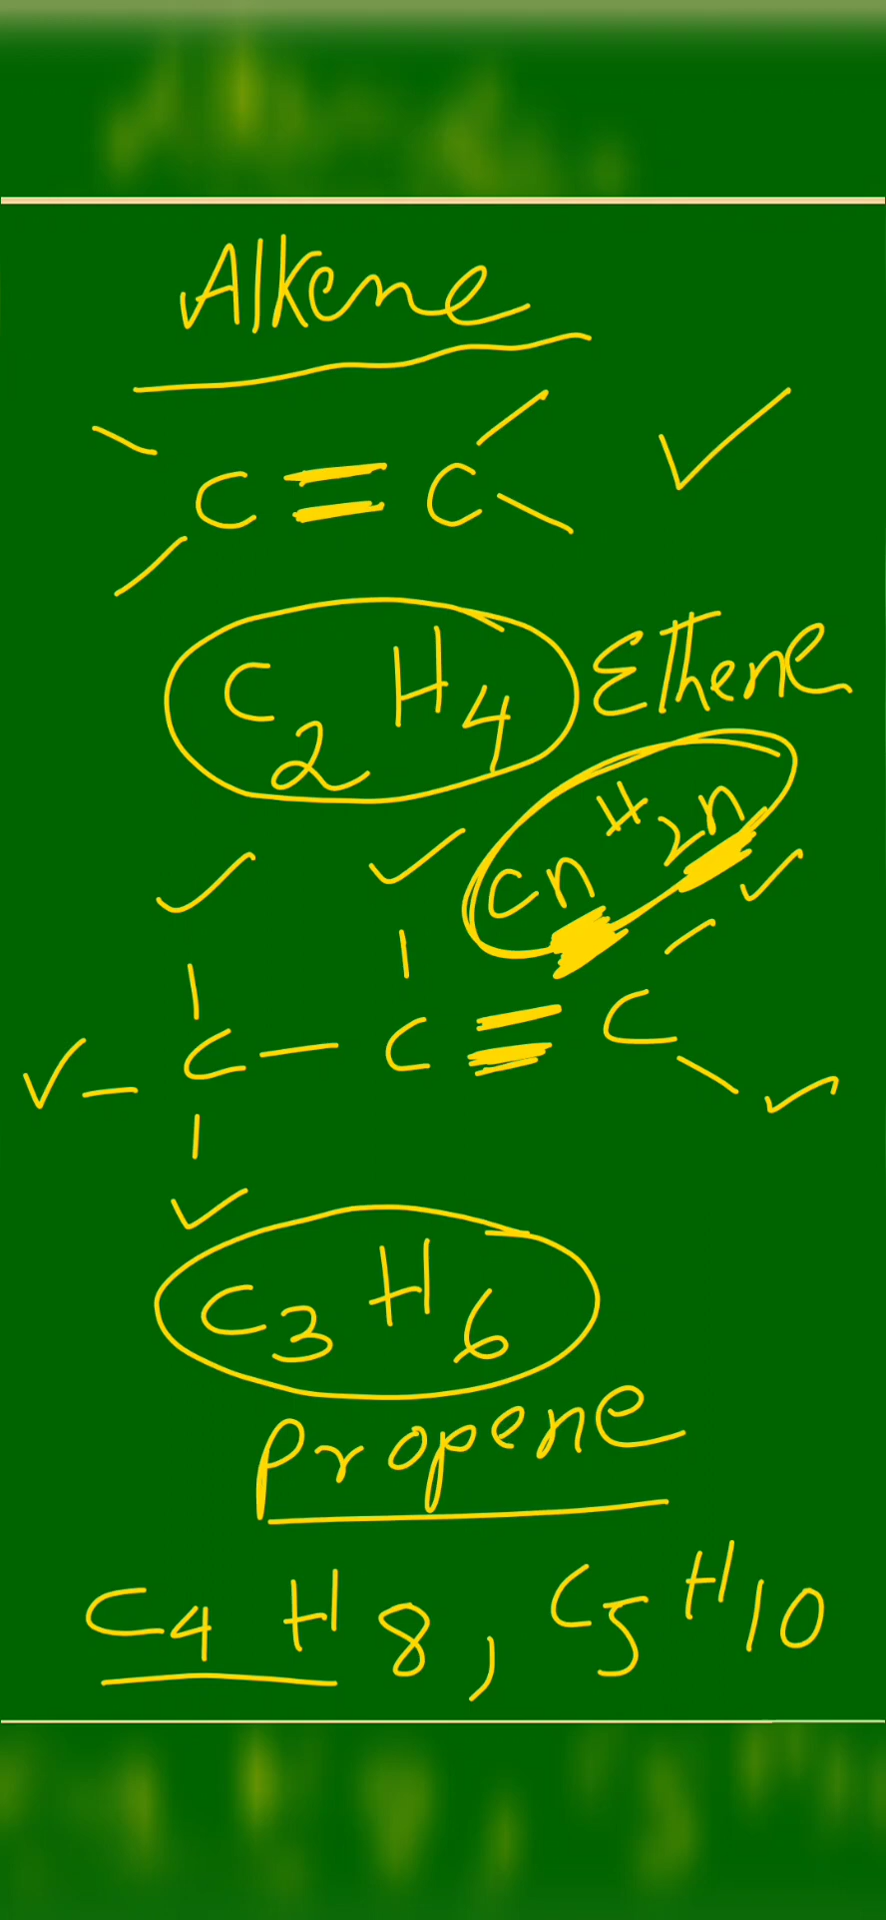 Alkene
C = C
C2H4 Ethene
CnH2n
C - C = C
C3H6
Propene
C4H8, C5H10